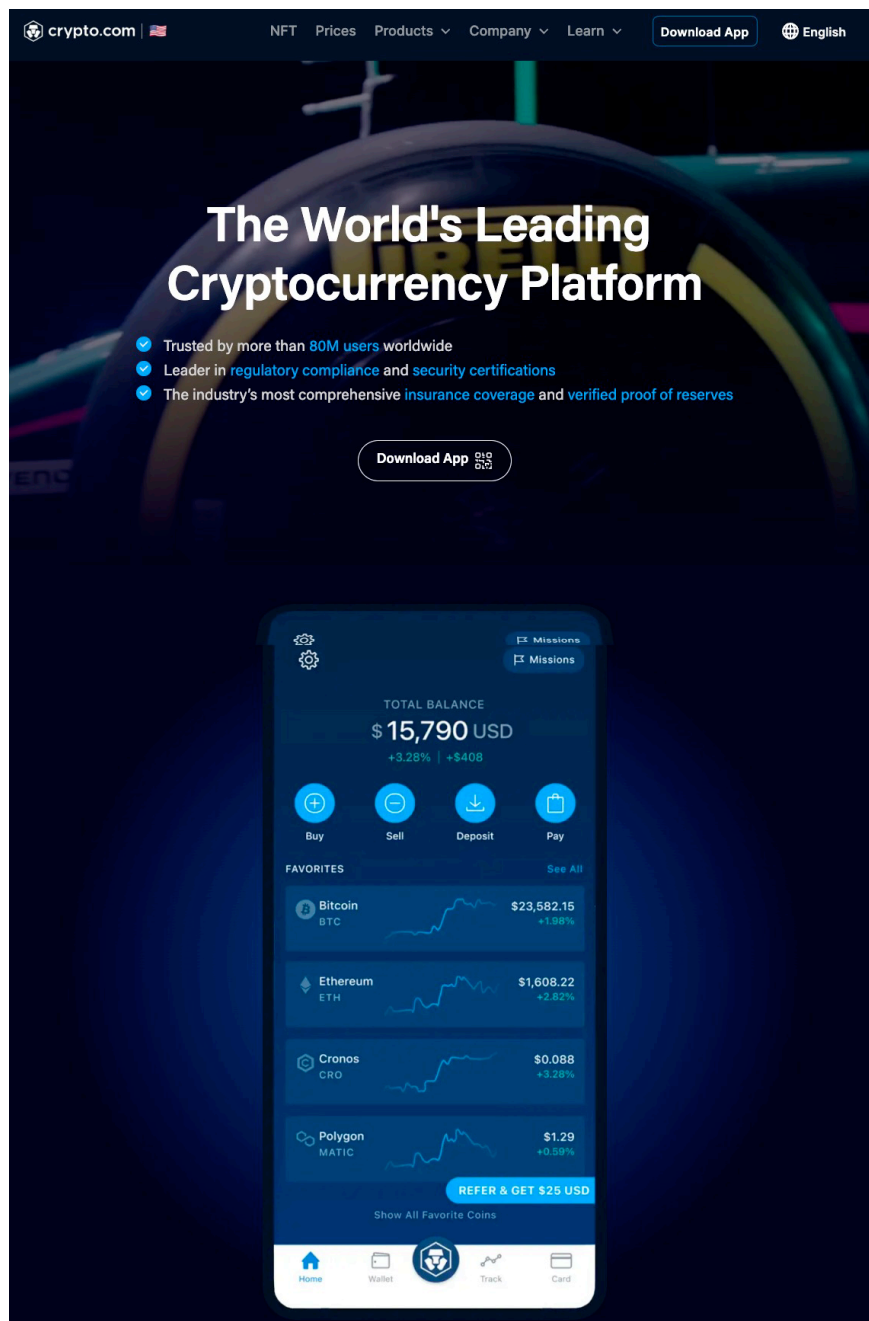 crypto.com
NFT Prices Products Company Learn Download App English
The World's Leading
PIRELLI
Cryptocurrency Platform
Trusted by more than 80M users worldwide
Leader in regulatory compliance and security certifications
The industry's most comprehensive insurance coverage and verified proof of reserves
Download App
Missions
Missions
TOTAL BALANCE
$ 15,790 USD
+3.28% | +$408
Buy Sell Deposit Pay
FAVORITES See All
Bitcoin $23,582.15
BTC +1.98%
Ethereum $1,608.22
ETH +2.82%
Cronos $0.088
CRO +3.28%
Polygon $1.29
MATIC +0.59%
REFER & GET $25 USD
Show All Favorite Coins
Home Wallet Track Card